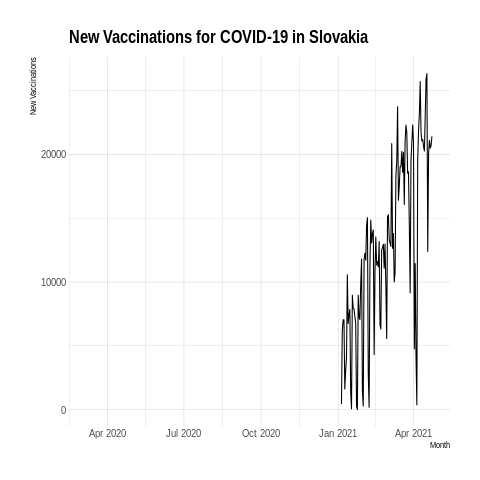 New Vaccinations for COVID-19 in Slovakia
New Vaccinations
20000
10000
0
Apr 2020 Jul 2020 Oct 2020 Jan 2021 Apr 2021
Month